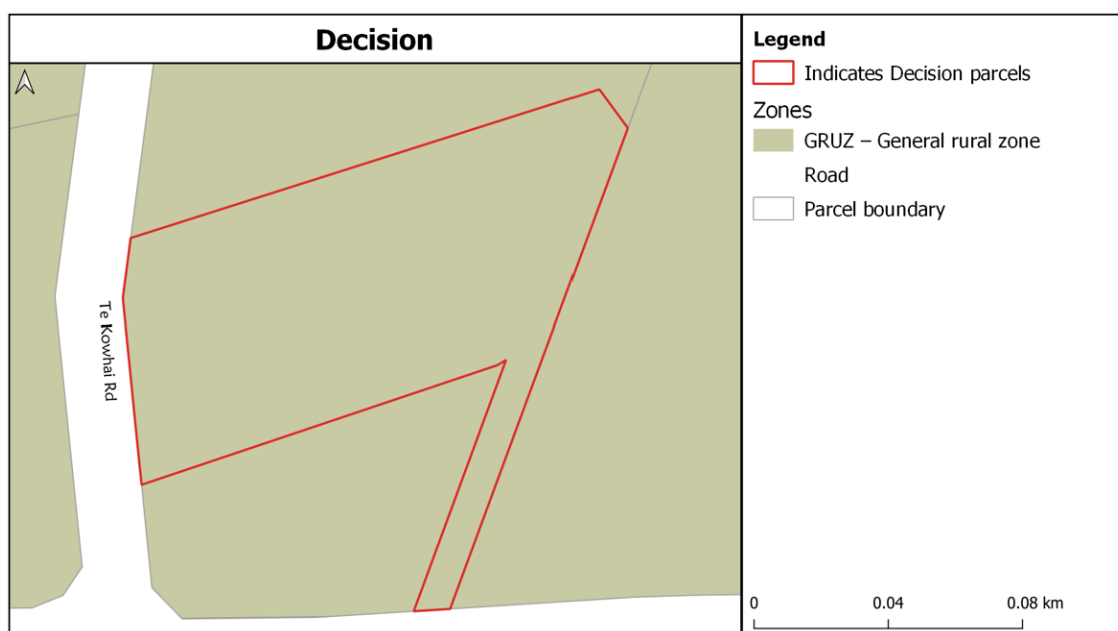 Decision
Te Kowhai Rd
Legend
Indicates Decision parcels
Zones
GRUZ – General rural zone
Road
Parcel boundary
0 0.04 0.08 km